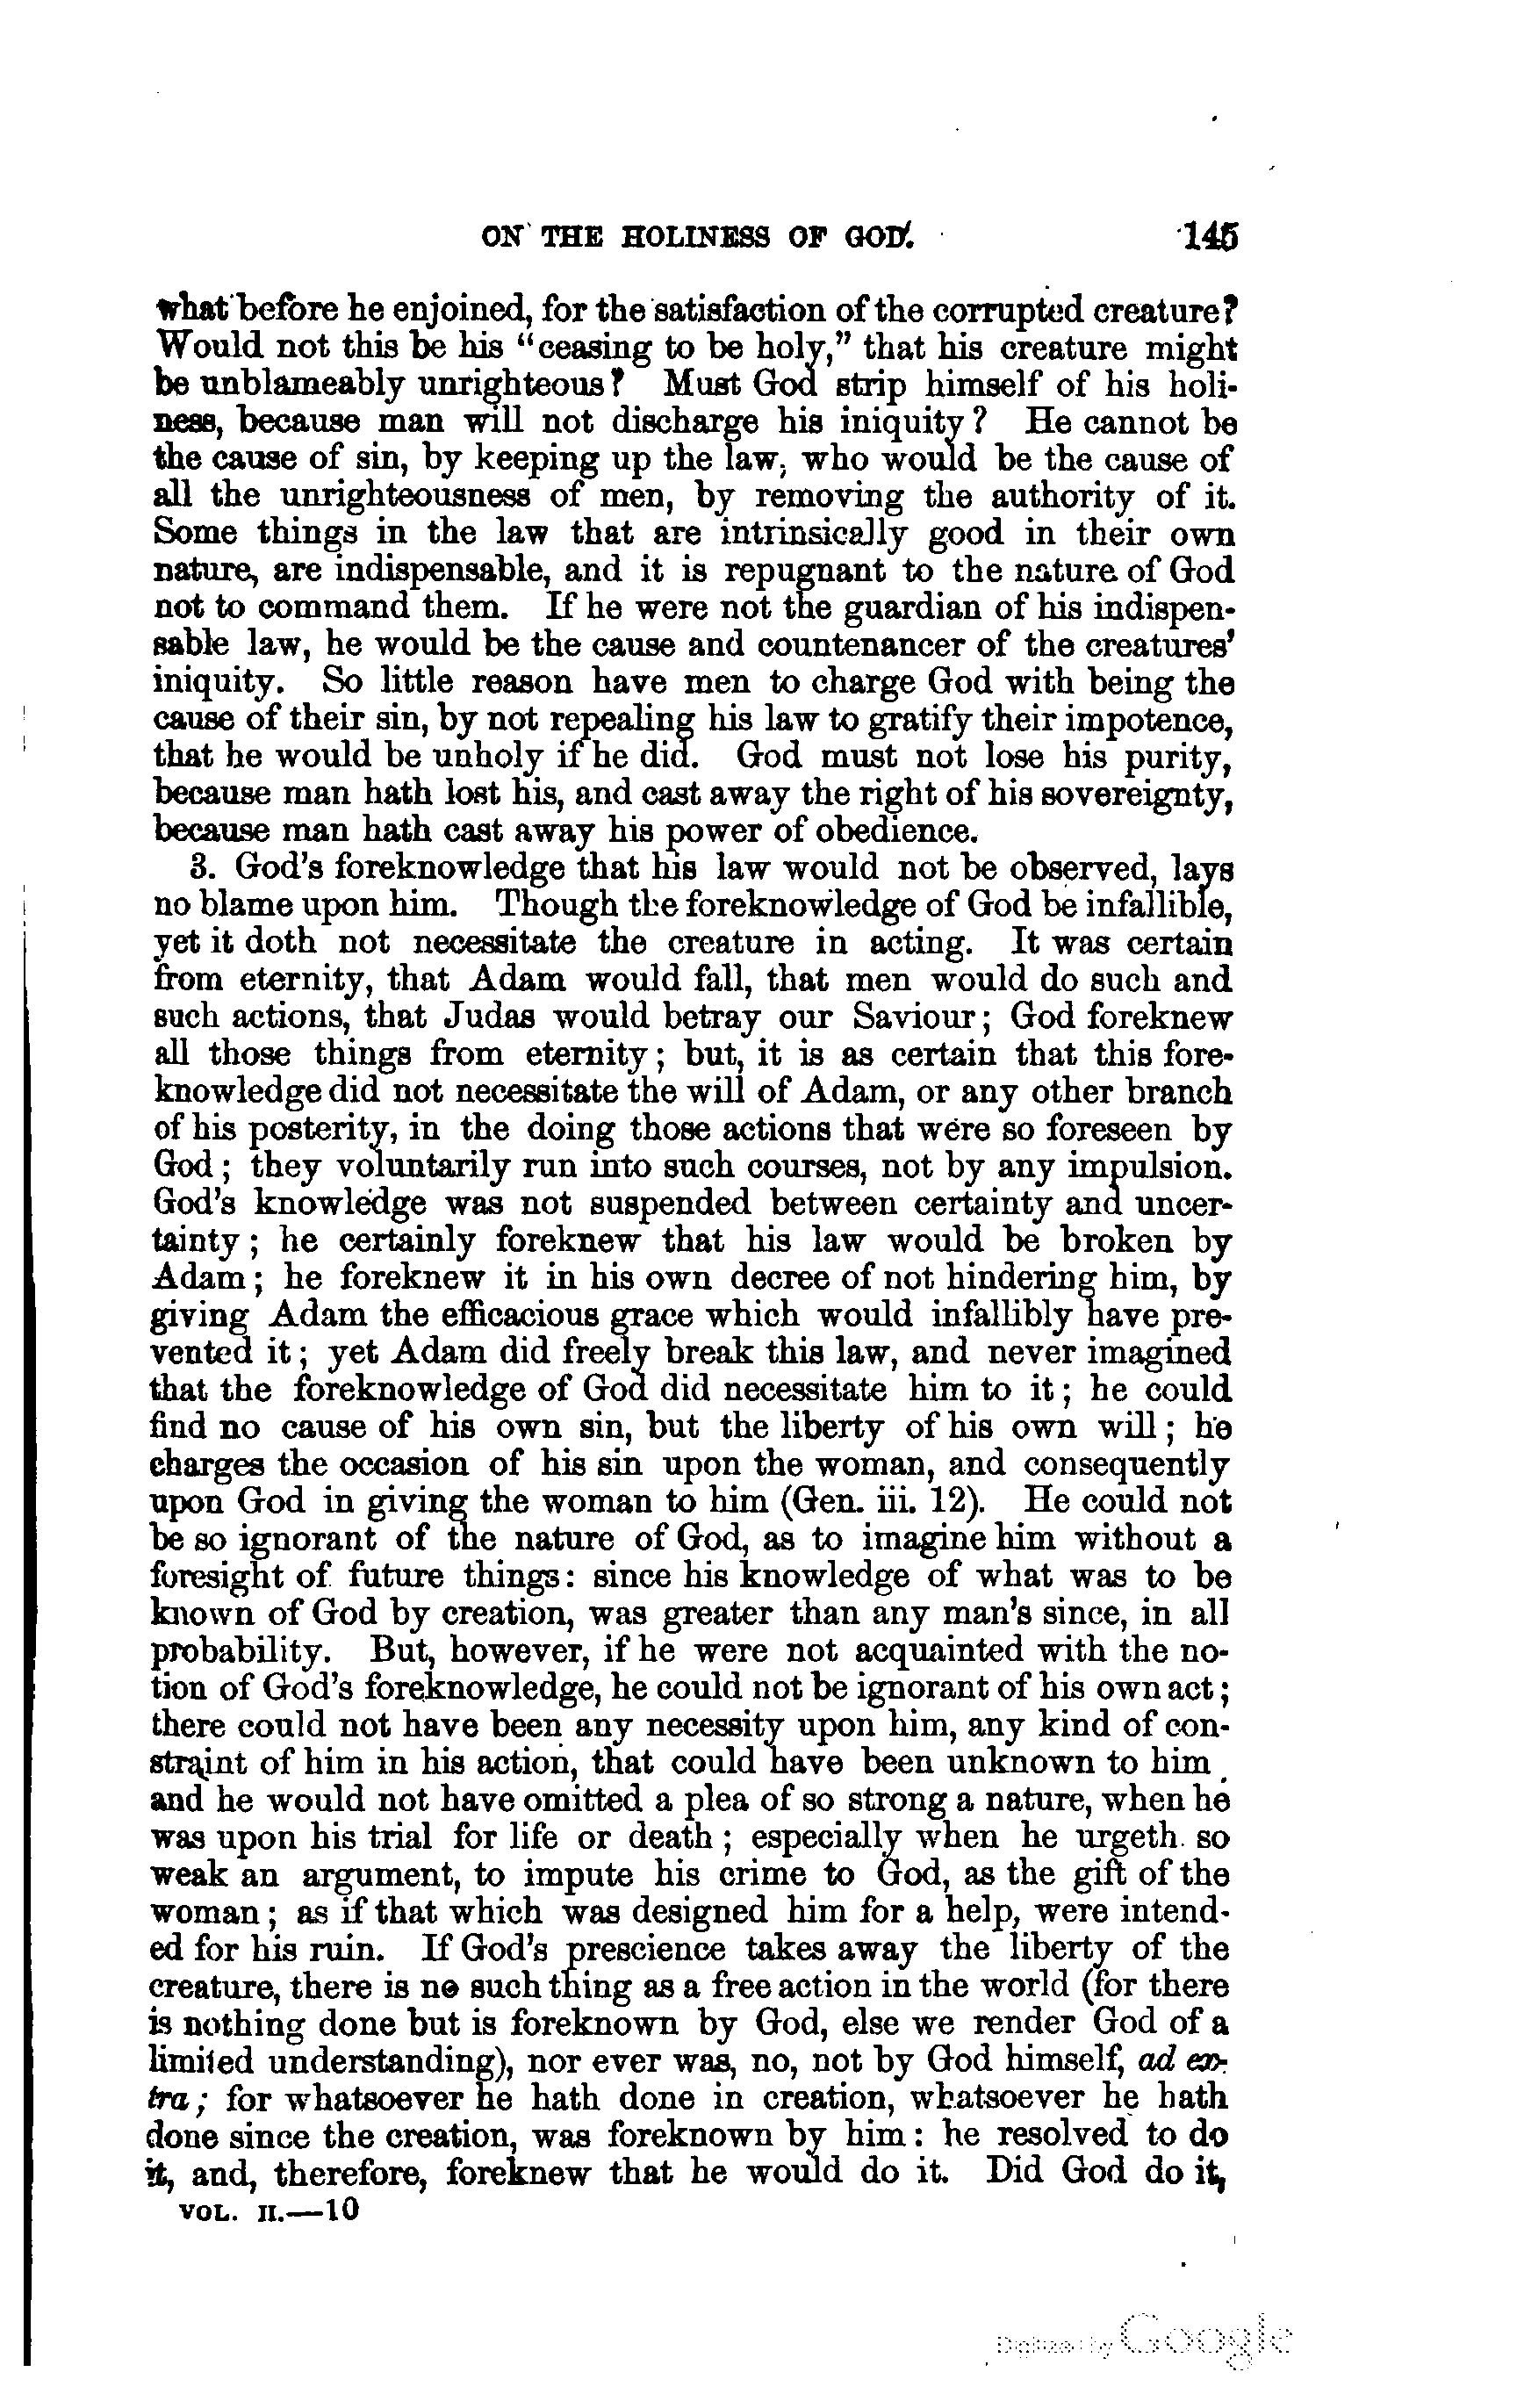 ON THE HOLINESS OF GOD. 145
what before he enjoined, for the satisfaction of the corrupted creature?
Would not this be his "ceasing to be holy," that his creature might
be unblameably unrighteous? Must God strip himself of his holi-
ness, because man will not discharge his iniquity? He cannot be
the cause of sin, by keeping up the law, who would be the cause of
all the unrighteousness of men, by removing the authority of it.
Some things in the law that are intrinsically good in their own
nature, are indispensable, and it is repugnant to the nature of God
not to command them. If he were not the guardian of his indispen-
sable law, he would be the cause and countenancer of the creatures'
iniquity. So little reason have men to charge God with being the
cause of their sin, by not repealing his law to gratify their impotence,
that he would be unholy if he did. God must not lose his purity,
because man hath lost his, and cast away the right of his sovereignty,
because man hath cast away his power of obedience.
3. God's foreknowledge that his law would not be observed, lays
no blame upon him. Though the foreknowledge of God be infallible,
yet it doth not necessitate the creature in acting. It was certain
from eternity, that Adam would fall, that men would do such and
such actions, that Judas would betray our Saviour; God foreknew
all those things from eternity; but, it is as certain that this fore-
knowledge did not necessitate the will of Adam, or any other branch
of his posterity, in the doing those actions that were so foreseen by
God; they voluntarily run into such courses, not by any impulsion.
God's knowledge was not suspended between certainty and uncer-
tainty; he certainly foreknew that his law would be broken by
Adam; he foreknew it in his own decree of not hindering him, by
giving Adam the efficacious grace which would infallibly have pre-
vented it; yet Adam did freely break this law, and never imagined
that the foreknowledge of God did necessitate him to it; he could
find no cause of his own sin, but the liberty of his own will; he
charges the occasion of his sin upon the woman, and consequently
upon God in giving the woman to him (Gen. iii. 12). He could not
be so ignorant of the nature of God, as to imagine him without a
foresight of future things: since his knowledge of what was to be
known of God by creation, was greater than any man's since, in all
probability. But, however, if he were not acquainted with the no-
tion of God's foreknowledge, he could not be ignorant of his own act;
there could not have been any necessity upon him, any kind of con-
straint of him in his action, that could have been unknown to him.
and he would not have omitted a plea of so strong a nature, when he
was upon his trial for life or death; especially when he urgeth so
weak an argument, to impute his crime to God, as the gift of the
woman; as if that which was designed him for a help, were intend-
ed for his ruin. If God's prescience takes away the liberty of the
creature, there is no such thing as a free action in the world (for there
is nothing done but is foreknown by God, else we render God of a
limited understanding), nor ever was, no, not by God himself, ad ex-
tra; for whatsoever he hath done in creation, whatsoever he hath
done since the creation, was foreknown by him: he resolved to do
it, and, therefore, foreknew that he would do it. Did God do it,
VOL. II.—10
Digitized by Google